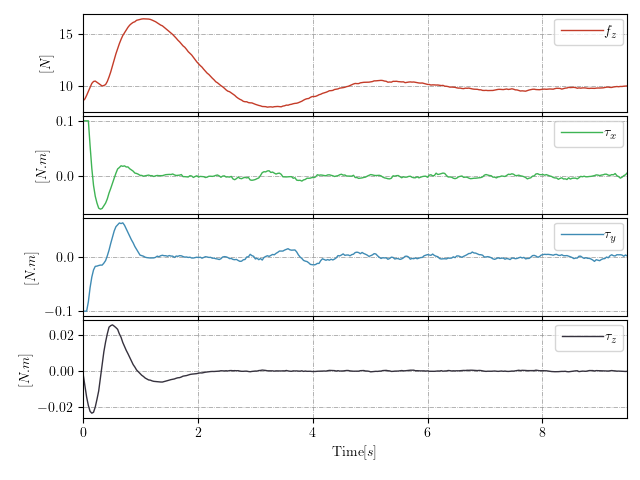 15
10
[N]
f_z
0.1
0.0
[N.m]
τ_x
0.0
−0.1
[N.m]
τ_y
0.02
0.00
−0.02
[N.m]
τ_z
0 2 4 6 8
Time[s]